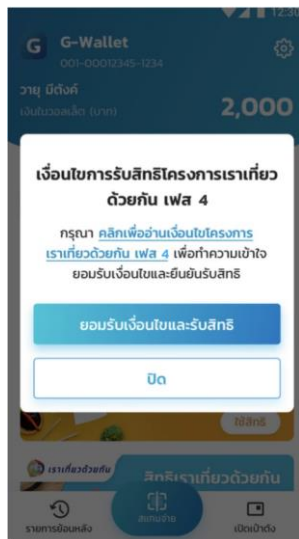 12:30
G
G-Wallet
001-00012345-1234
วายุ มีตังค์
เงินในวอลเล็ต (บาท)
2,000
เงื่อนไขการรับสิทธิโครงการเราเที่ยว
ด้วยกัน เฟส 4
กรุณา คลิกเพื่ออ่านเงื่อนไขโครงการ
เราเที่ยวด้วยกัน เฟส 4 เพื่อทำความเข้าใจ
ยอมรับเงื่อนไขและยืนยันรับสิทธิ
ยอมรับเงื่อนไขและรับสิทธิ
ปิด
ใช้สิทธิ
เราเที่ยวด้วยกัน
สิทธิเราเที่ยวด้วยกัน
รายการย้อนหลัง
สแกนจ่าย
เป๋าตัง